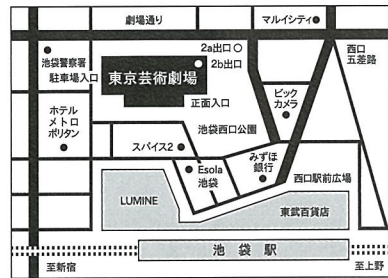 劇場通り
マルイシティ
2a出口
西口
五差路
池袋警察署
2b出口
駐車場入口
東京芸術劇場
ビック
カメラ
正面入口
ホテル
メトロ
ポリタン
池袋西口公園
スパイス2
みずほ
銀行
Esola
池袋
西口駅前広場
LUMINE
東武百貨店
池袋駅
至新宿
至上野